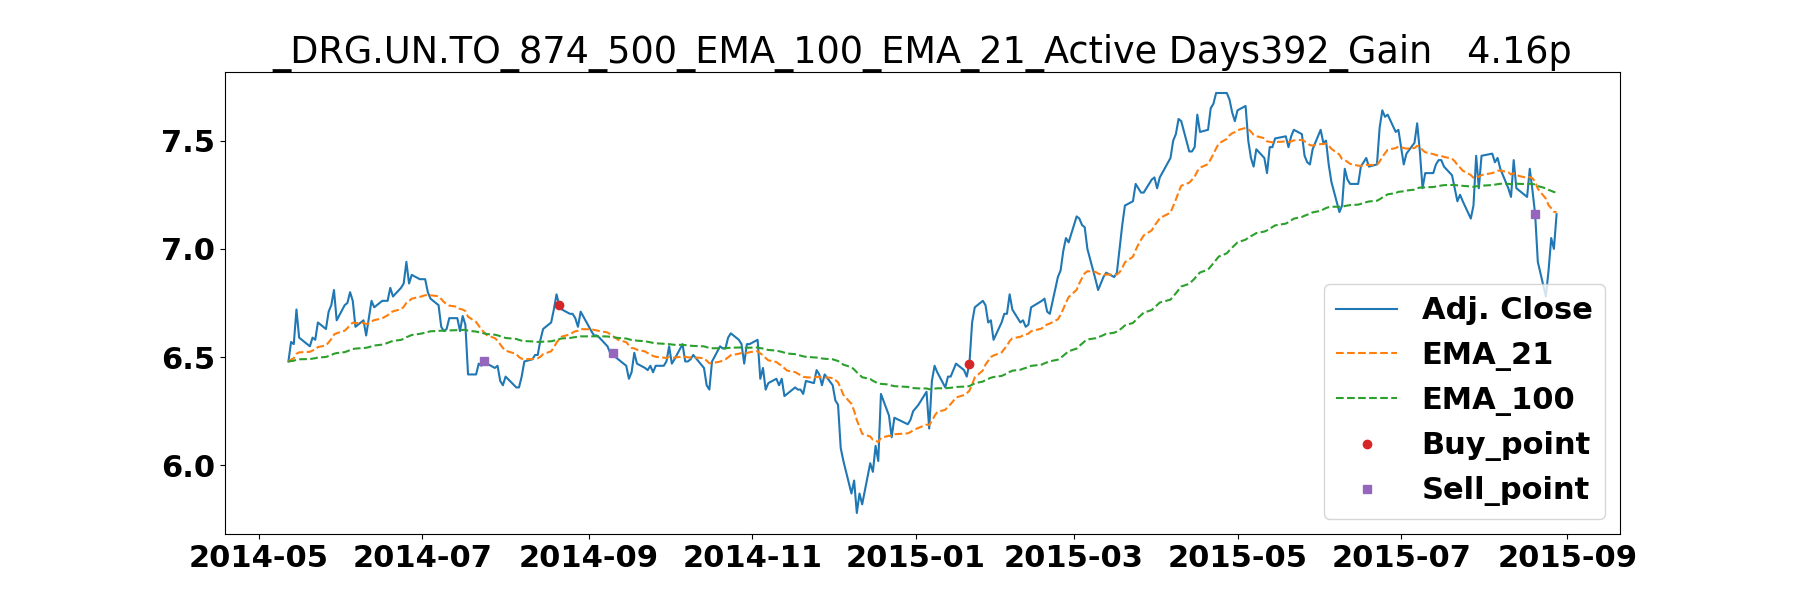 _DRG.UN.TO_874_500_EMA_100_EMA_21_Active Days392_Gain   4.16p
7.5
7.0
6.5
6.0
Adj. Close
EMA_21
EMA_100
Buy_point
Sell_point
2014-05 2014-07 2014-09 2014-11 2015-01 2015-03 2015-05 2015-07 2015-09